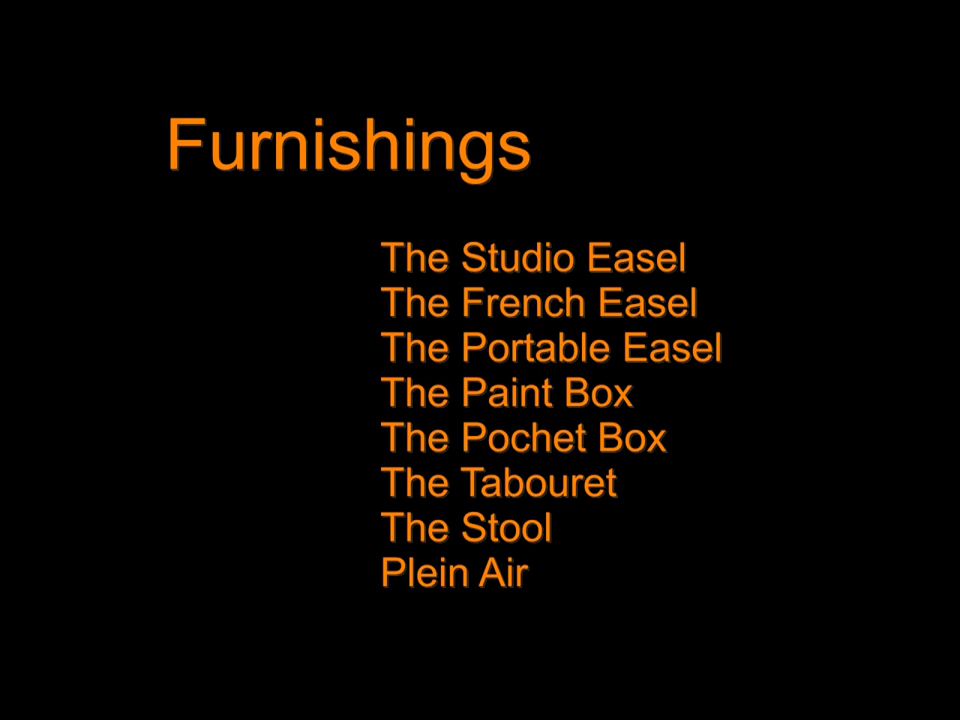 Furnishings
The Studio Easel
The French Easel
The Portable Easel
The Paint Box
The Pochet Box
The Tabouret
The Stool
Plein Air